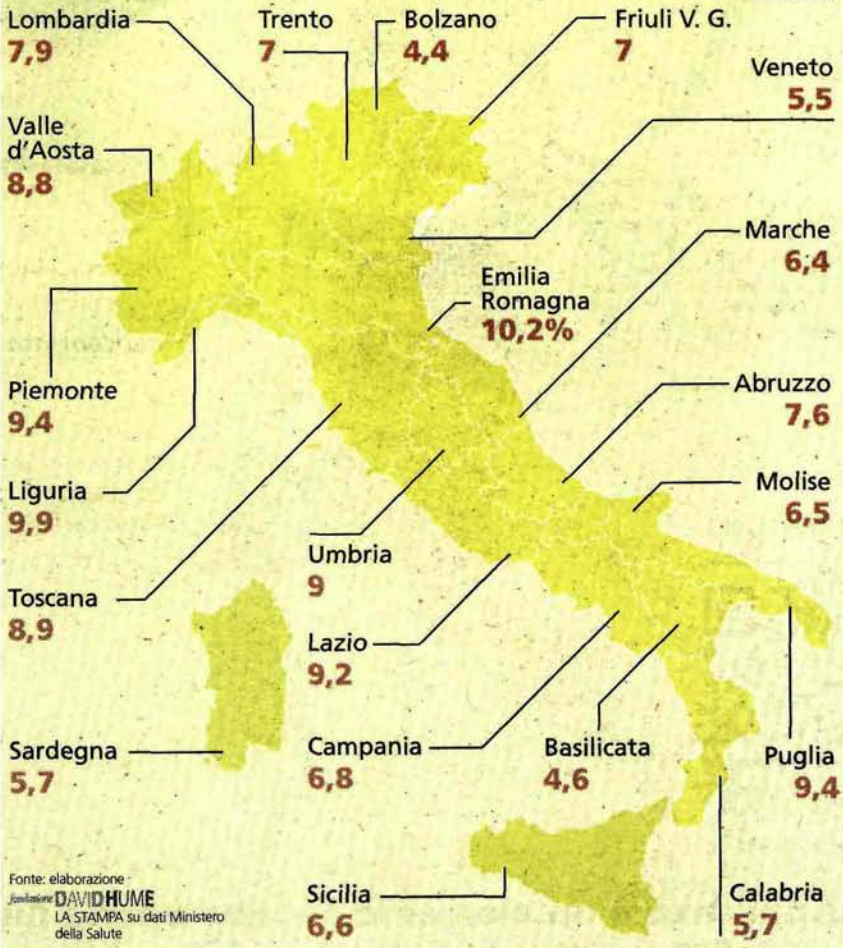 Lombardia
7,9
Trento
7
Bolzano
4,4
Friuli V. G.
7
Veneto
5,5
Valle
d'Aosta
8,8
Marche
6,4
Emilia
Romagna
10,2%
Piemonte
9,4
Abruzzo
7,6
Liguria
9,9
Molise
6,5
Umbria
9
Toscana
8,9
Lazio
9,2
Sardegna
5,7
Campania
6,8
Basilicata
4,6
Puglia
9,4
Sicilia
6,6
Calabria
5,7
Fonte: elaborazione
fondazione DAVID HUME
LA STAMPA su dati Ministero
della Salute